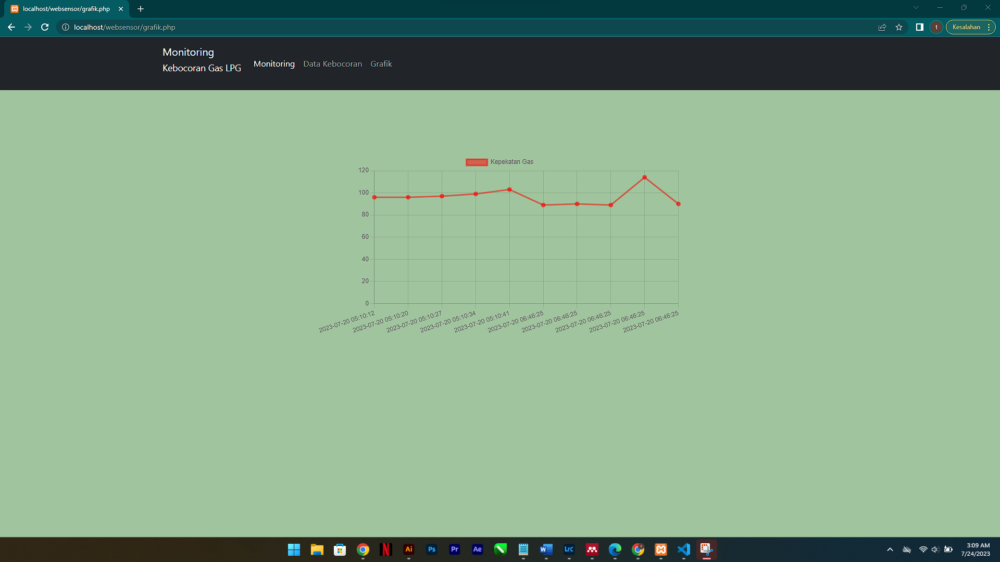 localhost/websensor/grafik.php
localhost/websensor/grafik.php
t
Kesalahan
Monitoring
Kebocoran Gas LPG
Monitoring
Data Kebocoran
Grafik
Kepekatan Gas
120
100
80
60
40
20
0
2023-07-20 05:10:12
2023-07-20 05:10:20
2023-07-20 05:10:27
2023-07-20 05:10:34
2023-07-20 05:10:41
2023-07-20 06:46:25
2023-07-20 06:46:25
2023-07-20 06:46:25
2023-07-20 06:46:25
2023-07-20 06:46:25
N
Ai
Ps
Pr
Ae
W
LrC
3:09 AM
7/24/2023